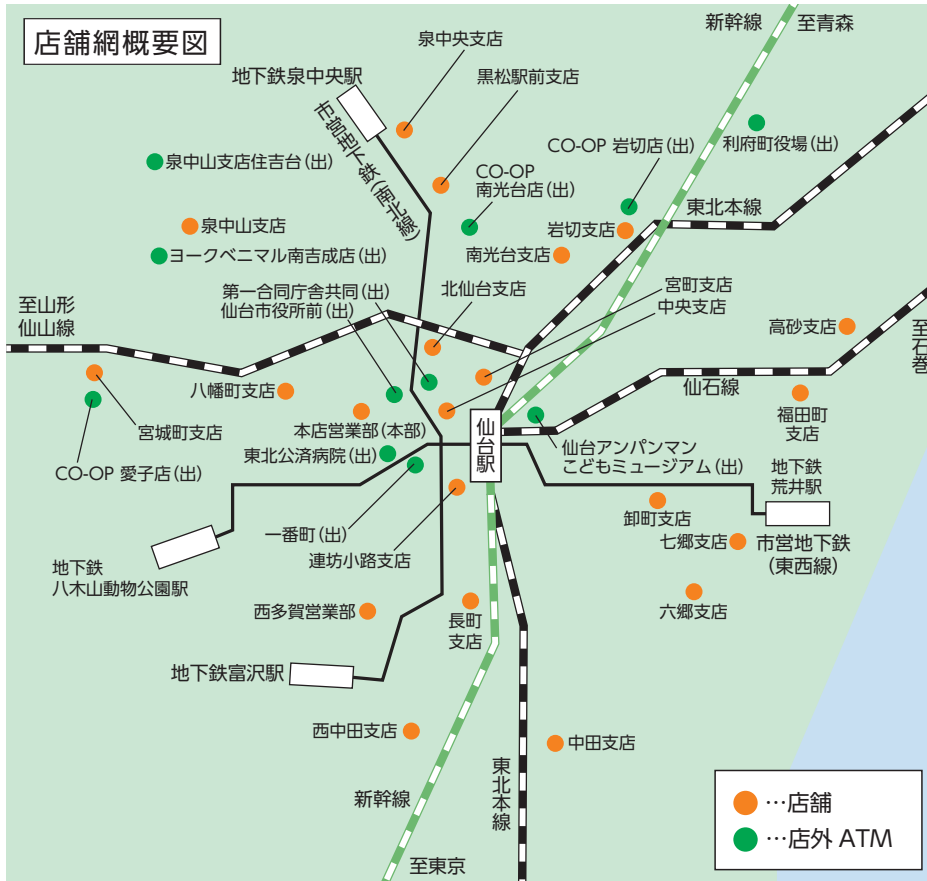 店舗網概要図
新幹線
至青森
泉中央支店
地下鉄泉中央駅
黒松駅前支店
市営地下鉄(南北線)
CO-OP 岩切店(出)
利府町役場(出)
泉中山支店住吉台(出)
CO-OP
南光台店(出)
東北本線
泉中山支店
岩切支店
ヨークベニマル南吉成店(出)
南光台支店
第一合同庁舎共同(出)
仙台市役所前(出)
北仙台支店
宮町支店
中央支店
至山形
仙山線
高砂支店
至石巻
仙石線
八幡町支店
宮城町支店
本店営業部(本部)
仙台駅
福田町
支店
仙台アンパンマン
こどもミュージアム(出)
東北公済病院(出)
CO-OP 愛子店(出)
地下鉄
荒井駅
一番町(出)
卸町支店
連坊小路支店
七郷支店
市営地下鉄
(東西線)
地下鉄
八木山動物公園駅
西多賀営業部
長町
支店
六郷支店
地下鉄富沢駅
西中田支店
中田支店
東北本線
新幹線
至東京
…店舗
…店外 ATM